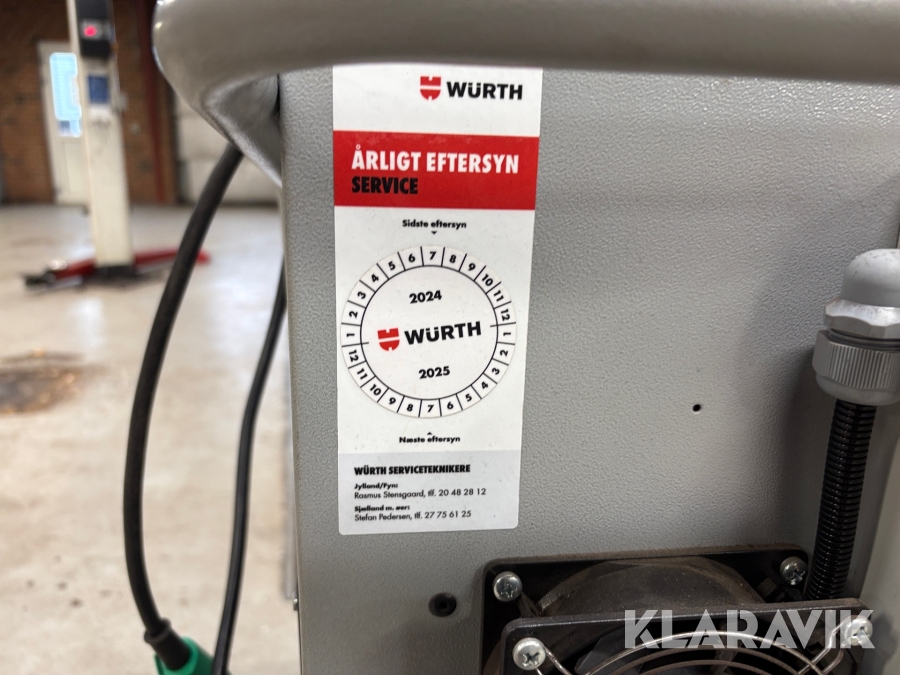 WÜRTH
ÅRLIGT EFTERSYN
SERVICE
Sidste eftersyn
1 2 3 4 5 6 7 8 9 10 11 12
2024
WÜRTH
2025
12 11 10 9 8 7 6 5 4 3 2 1
Næste eftersyn
WÜRTH SERVICETEKNIKERE
Jylland/Fyn:
Rasmus Stensgaard, tlf. 20 48 28 12
Sjælland m. øer:
Stefan Pedersen, tlf. 27 75 61 25
KLARAVIK